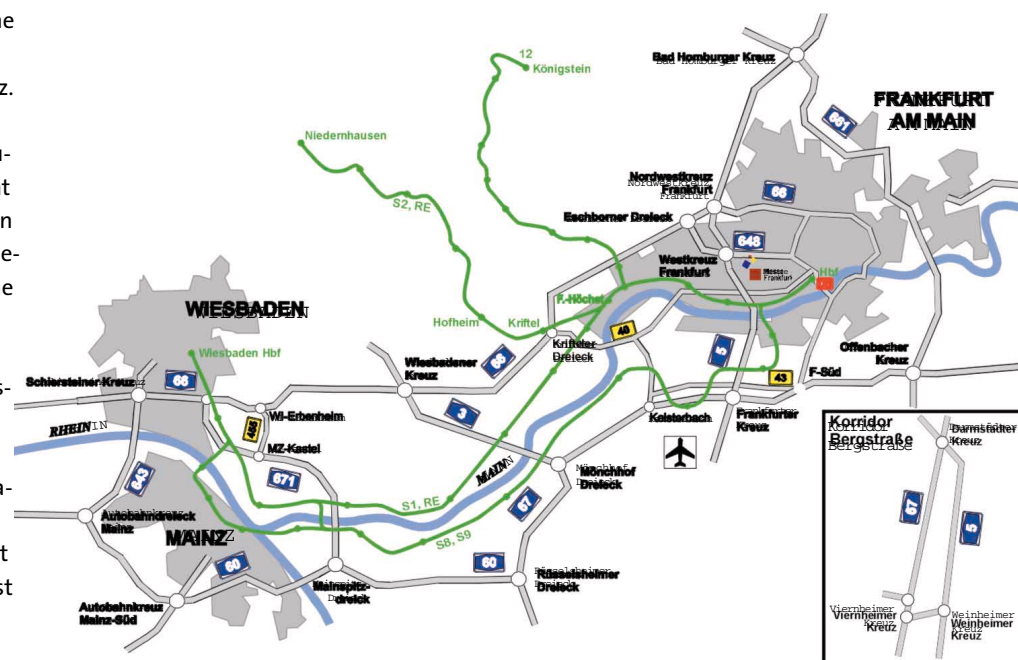 z.
12
Königstein
Niedernhausen
S2, RE
Bad Homburger Kreuz
FRANKFURT
AM MAIN
661
Nordwestkreuz
Frankfurt
66
Eschborner Dreieck
648
Westkreuz
Frankfurt
Messe
Frankfurt
Hbf
F.-Höchst
Hofheim
Kriftel
Krifteler
Dreieck
40
5
43
F-Süd
Offenbacher
Kreuz
WIESBADEN
Wiesbaden Hbf
Wiesbadener
Kreuz
66
3
Schiersteiner Kreuz
66
WI-Erbenheim
455
MZ-Kastel
671
RHEIN
643
Kelsterbach
Frankfurter
Kreuz
MAIN
Mönchhof
Dreieck
67
S1, RE
S8, S9
Autobahndreieck
Mainz
MAINZ
60
60
Mainspitz-
dreieck
Rüsselsheimer
Dreieck
Autobahnkreuz
Mainz-Süd
Korridor
Bergstraße
Darmstädter
Kreuz
67
5
Viernheimer
Kreuz
Weinheimer
Kreuz